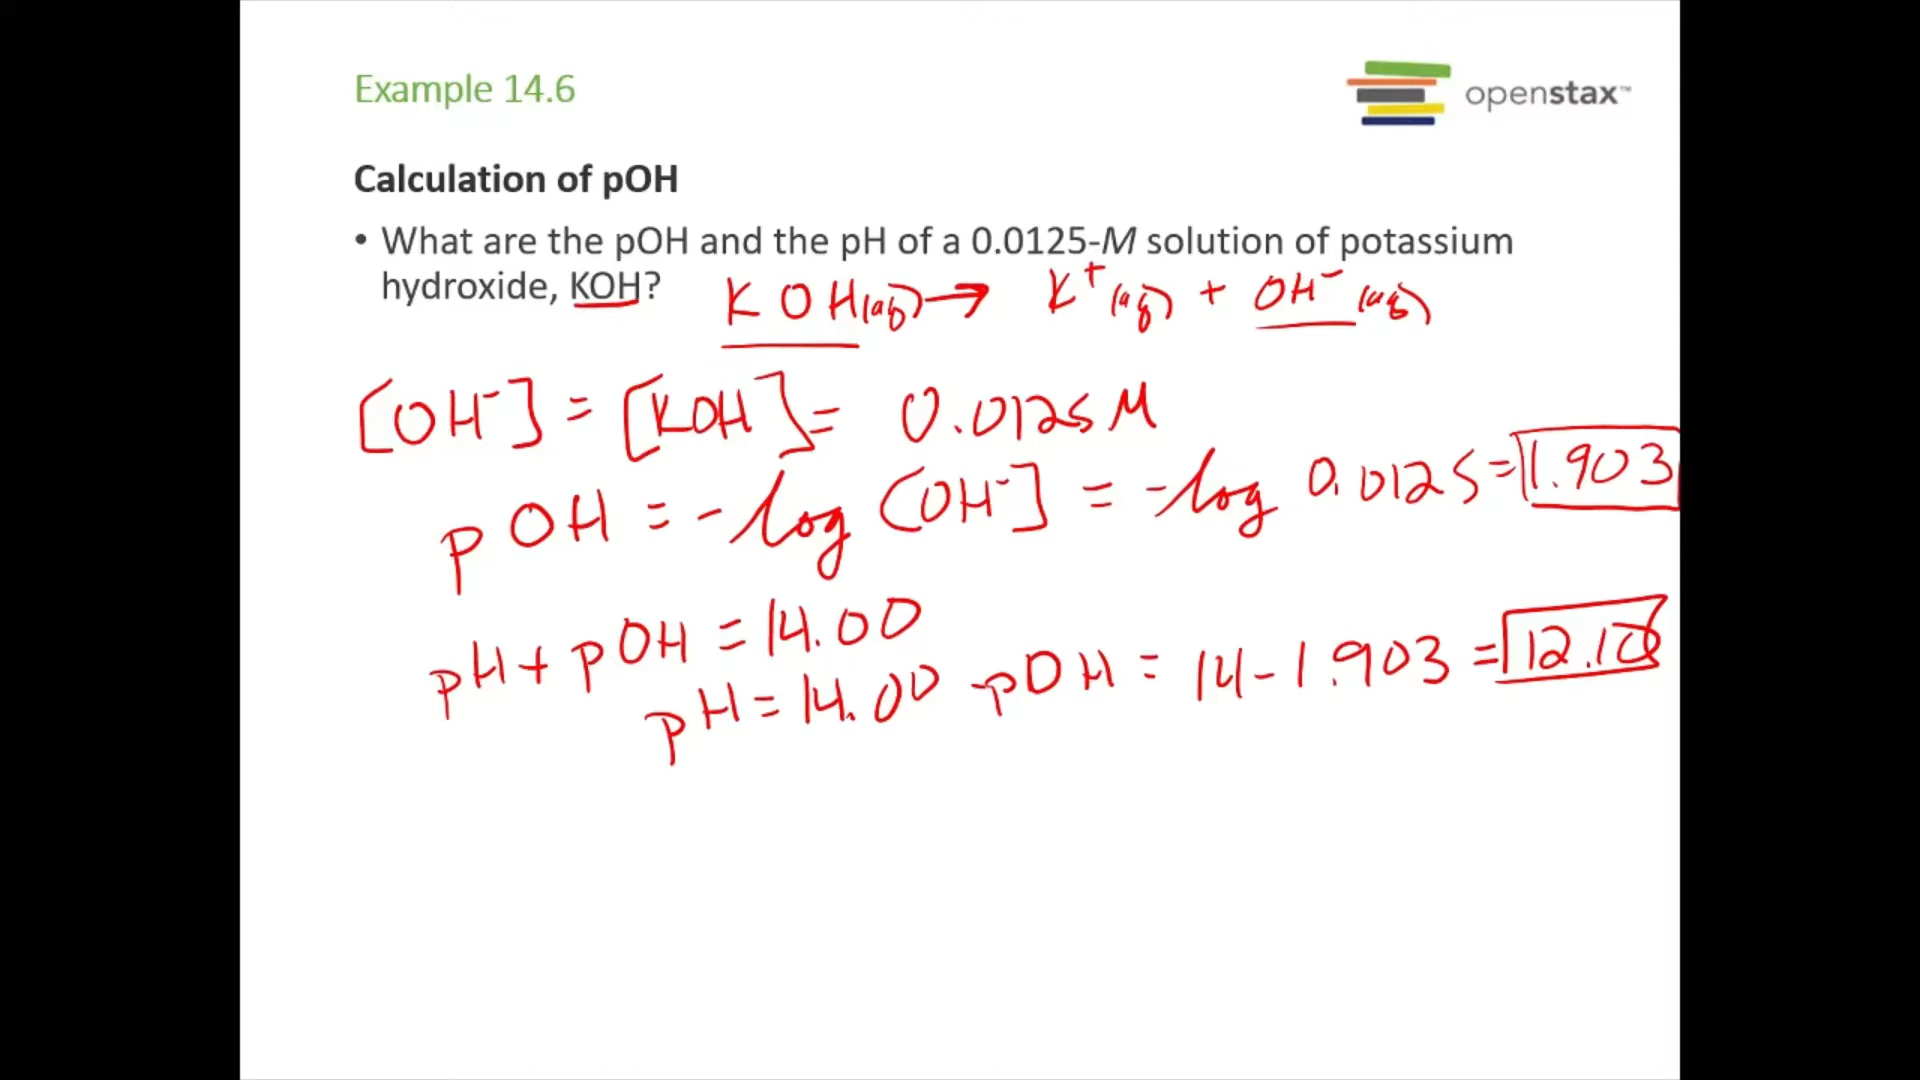 Example 14.6
openstax™
Calculation of pOH
• What are the pOH and the pH of a 0.0125-M solution of potassium
hydroxide, KOH?
KOH(aq) → K⁺(aq) + OH⁻(aq)
[OH⁻] = [KOH] = 0.0125 M
pOH = -log [OH⁻] = -log 0.0125 = 1.903
pH + pOH = 14.00
pH = 14.00 - pOH = 14 - 1.903 = 12.10